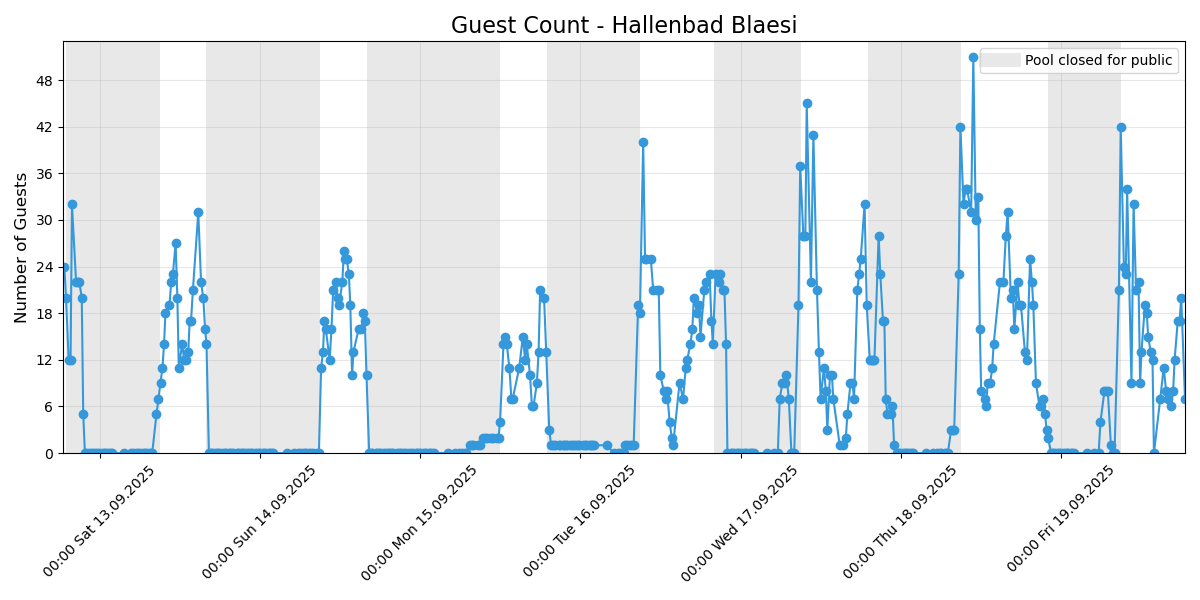 Guest Count - Hallenbad Blaesi
Pool closed for public
Number of Guests
48
42
36
30
24
18
12
6
0
00:00 Sat 13.09.2025
00:00 Sun 14.09.2025
00:00 Mon 15.09.2025
00:00 Tue 16.09.2025
00:00 Wed 17.09.2025
00:00 Thu 18.09.2025
00:00 Fri 19.09.2025